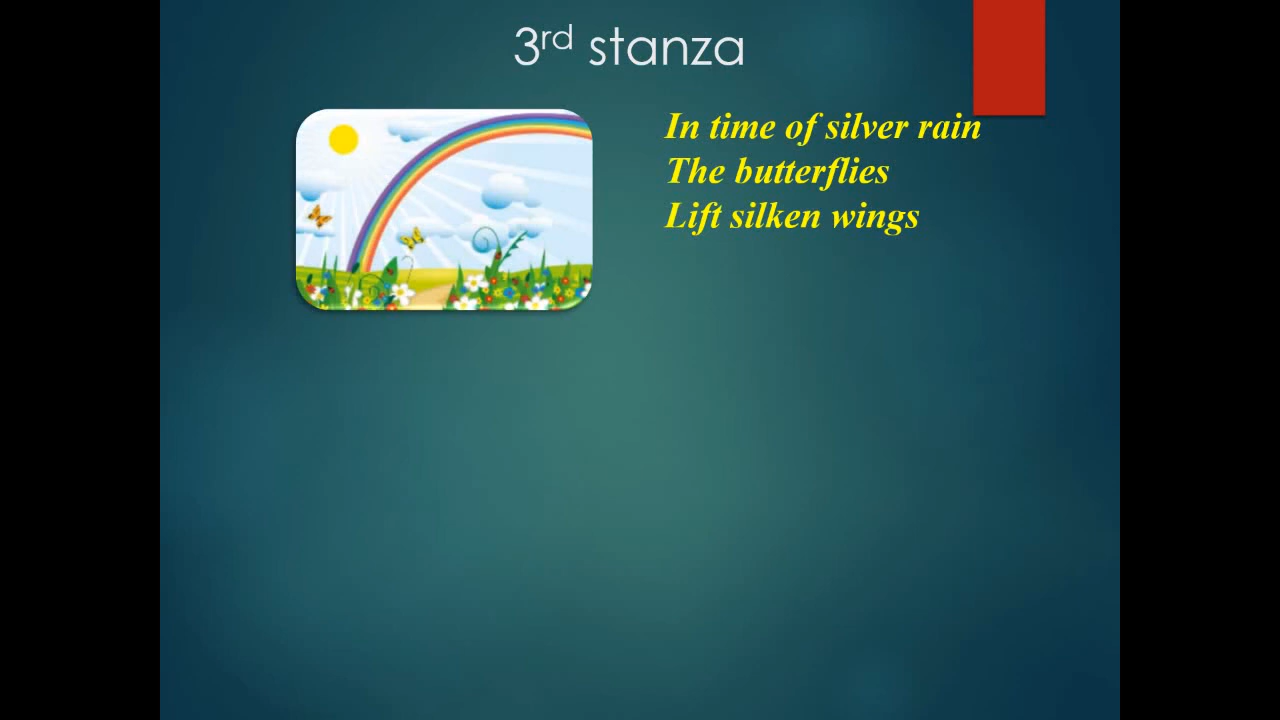 3rd stanza
In time of silver rain
The butterflies
Lift silken wings